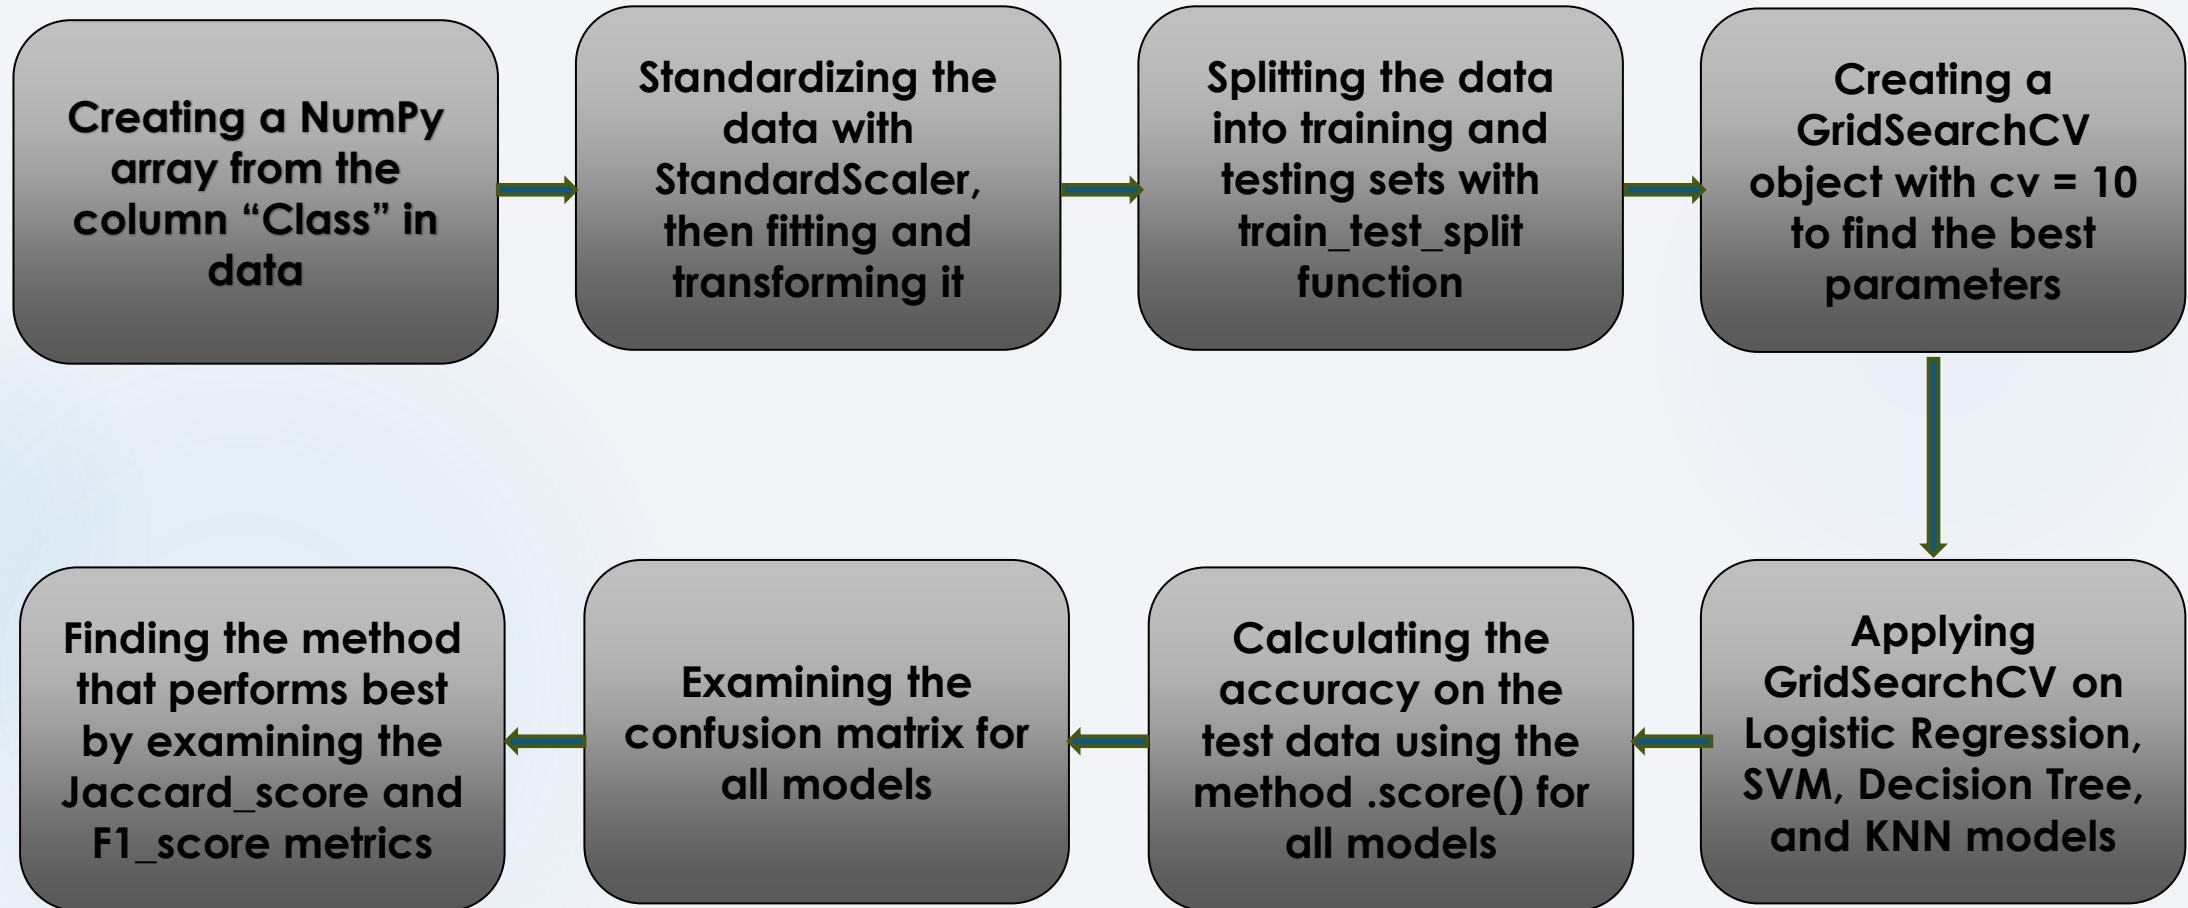 Creating a NumPy
array from the
column “Class” in
data
Standardizing the
data with
StandardScaler,
then fitting and
transforming it
Splitting the data
into training and
testing sets with
train_test_split
function
Creating a
GridSearchCV
object with cv = 10
to find the best
parameters
Applying
GridSearchCV on
Logistic Regression,
SVM, Decision Tree,
and KNN models
Calculating the
accuracy on the
test data using the
method .score() for
all models
Examining the
confusion matrix for
all models
Finding the method
that performs best
by examining the
Jaccard_score and
F1_score metrics